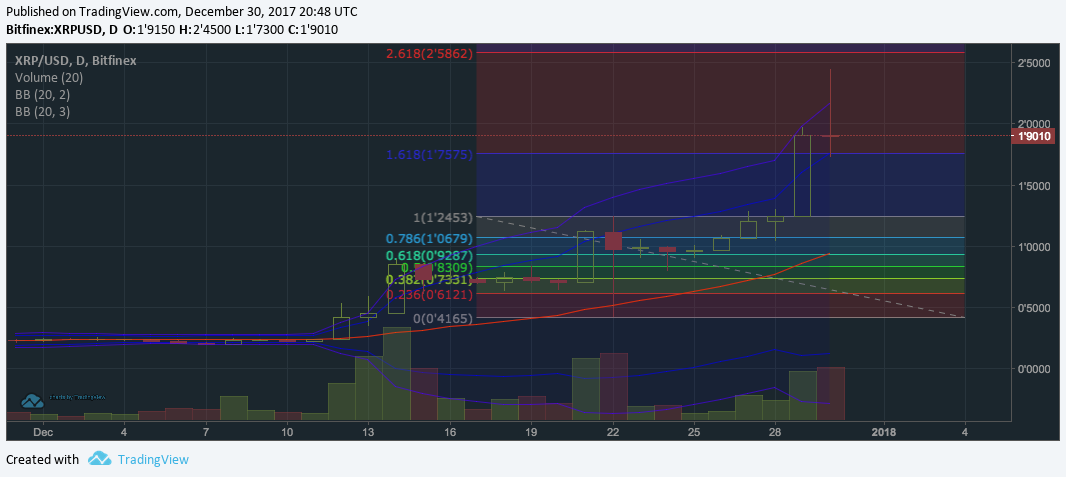 Published on TradingView.com, December 30, 2017 20:48 UTC
Bitfinex:XRPUSD, D O:1'9150 H:2'4500 L:1'7300 C:1'9010
XRP/USD, D, Bitfinex
Volume (20)
BB (20, 2)
BB (20, 3)
2.618(2'5862)
1.618(1'7575)
1(1'2453)
0.786(1'0679)
0.618(0'9287)
8309)
0.382(0'7331)
0.236(0'6121)
0(0'4165)
2'5000
2'0000
1'9010
1'5000
1'0000
0'5000
0'0000
charts by TradingView
Dec 4 7 10 13 16 19 22 25 28 2018 4
Created with TradingView